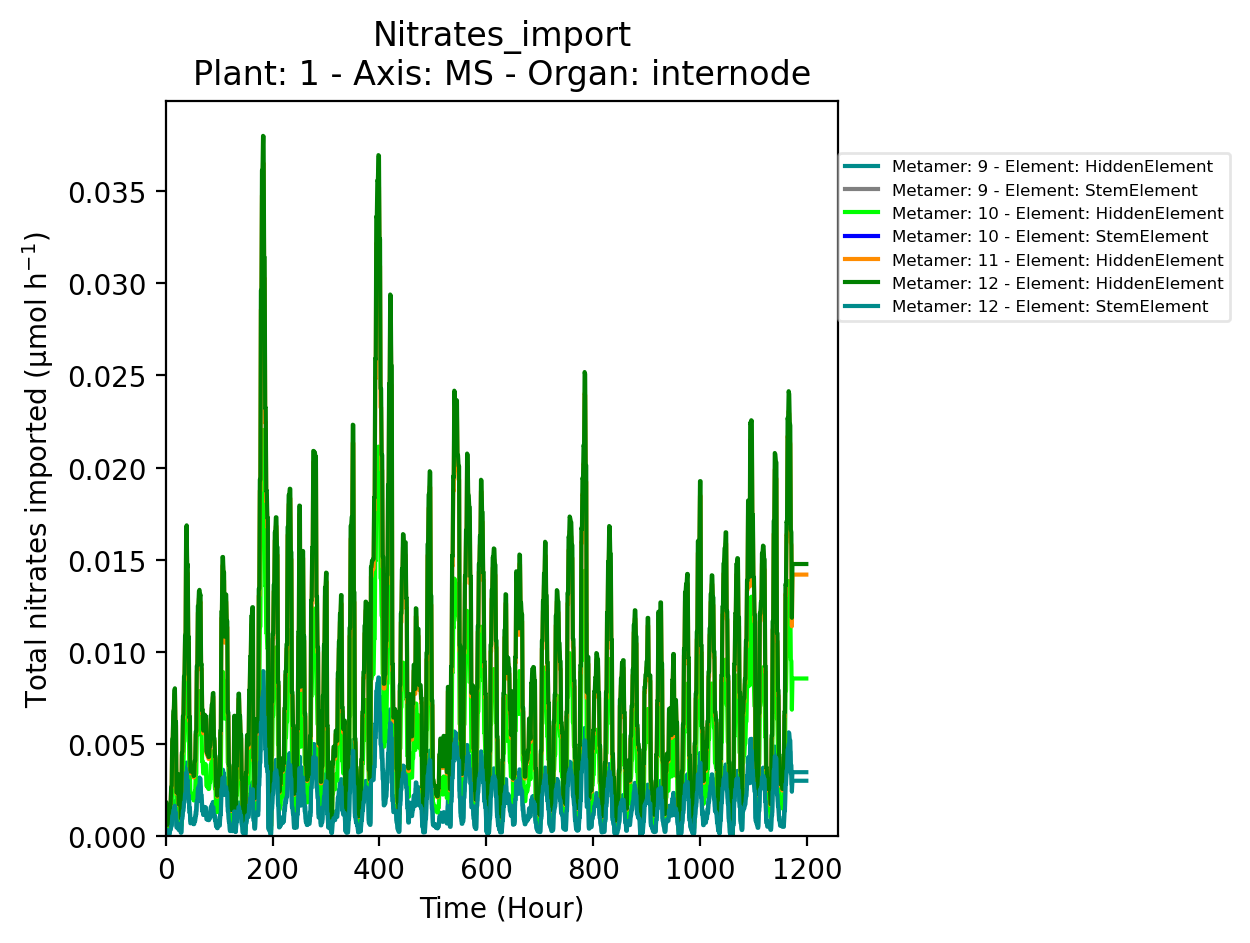 Nitrates_import
Plant: 1 - Axis: MS - Organ: internode
Total nitrates imported (µmol h⁻¹)
0.035
0.030
0.025
0.020
0.015
0.010
0.005
0.000
0 200 400 600 800 1000 1200
Time (Hour)
Metamer: 9 - Element: HiddenElement
Metamer: 9 - Element: StemElement
Metamer: 10 - Element: HiddenElement
Metamer: 10 - Element: StemElement
Metamer: 11 - Element: HiddenElement
Metamer: 12 - Element: HiddenElement
Metamer: 12 - Element: StemElement